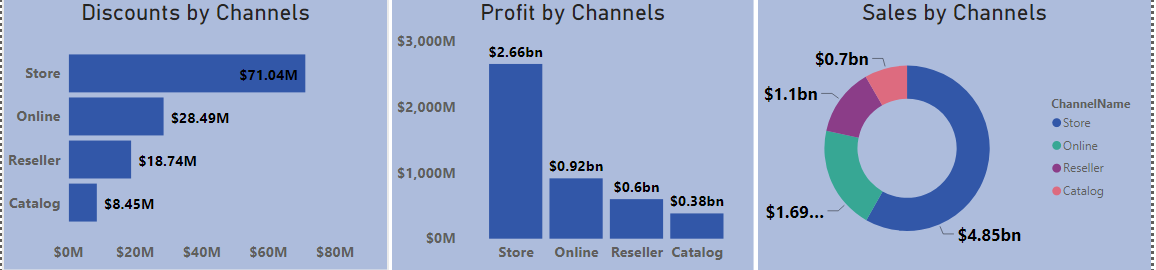 Discounts by Channels
Store $71.04M
Online $28.49M
Reseller $18.74M
Catalog $8.45M
$0M $20M $40M $60M $80M
Profit by Channels
$3,000M
$2,000M
$1,000M
$0M
$2.66bn
$0.92bn
$0.6bn
$0.38bn
Store Online Reseller Catalog
Sales by Channels
$0.7bn
$1.1bn
$1.69...
$4.85bn
ChannelName
Store
Online
Reseller
Catalog